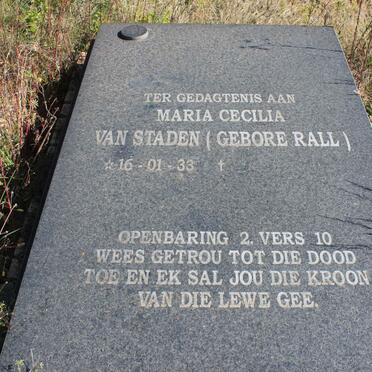 TER GEDAGTENIS AAN
MARIA CECILIA
VAN STADEN ( GEBORE RALL )
☆16 - 01 - 33 †
OPENBARING 2. VERS 10
WEES GETROU TOT DIE DOOD
TOE EN EK SAL JOU DIE KROON
VAN DIE LEWE GEE.